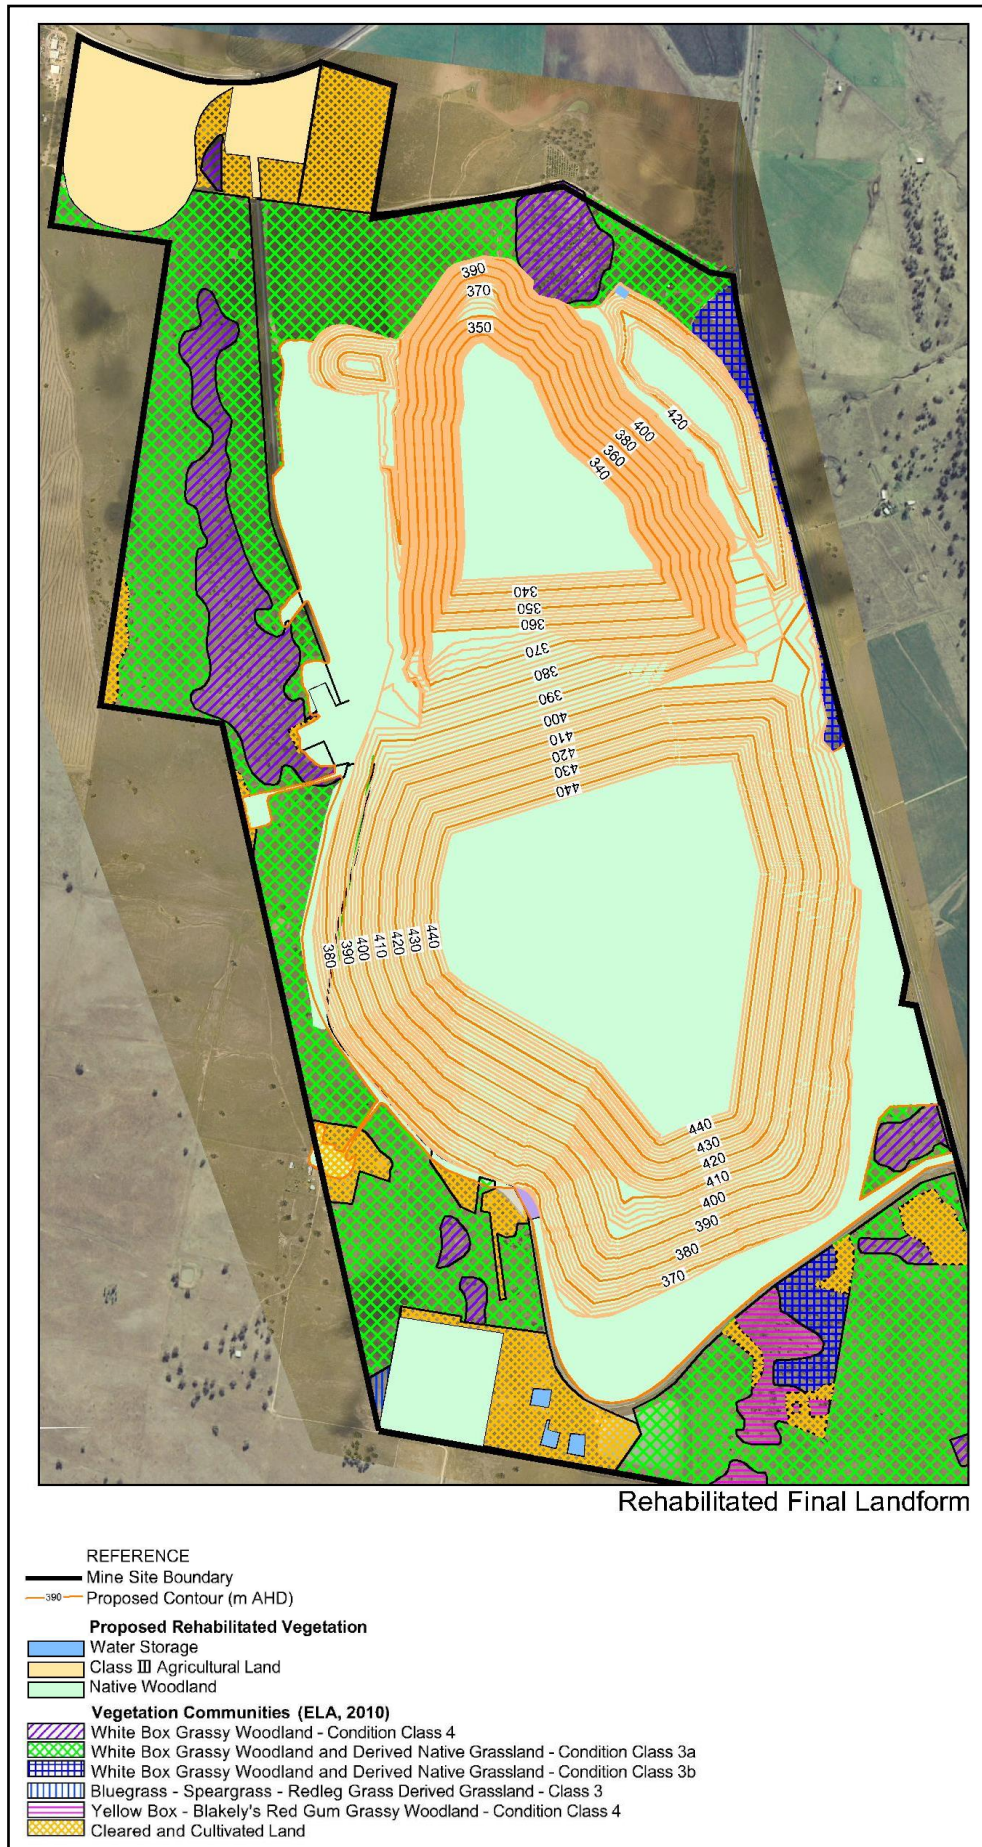 390
370
350
420
400
380
360
340
340
350
360
370
380
390
400
410
420
430
440
380
390
400
410
420
430
440
440
430
420
410
400
390
380
370
Rehabilitated Final Landform
REFERENCE
Mine Site Boundary
390 Proposed Contour (m AHD)
Proposed Rehabilitated Vegetation
Water Storage
Class III Agricultural Land
Native Woodland
Vegetation Communities (ELA, 2010)
White Box Grassy Woodland - Condition Class 4
White Box Grassy Woodland and Derived Native Grassland - Condition Class 3a
White Box Grassy Woodland and Derived Native Grassland - Condition Class 3b
Bluegrass - Speargrass - Redleg Grass Derived Grassland - Class 3
Yellow Box - Blakely's Red Gum Grassy Woodland - Condition Class 4
Cleared and Cultivated Land